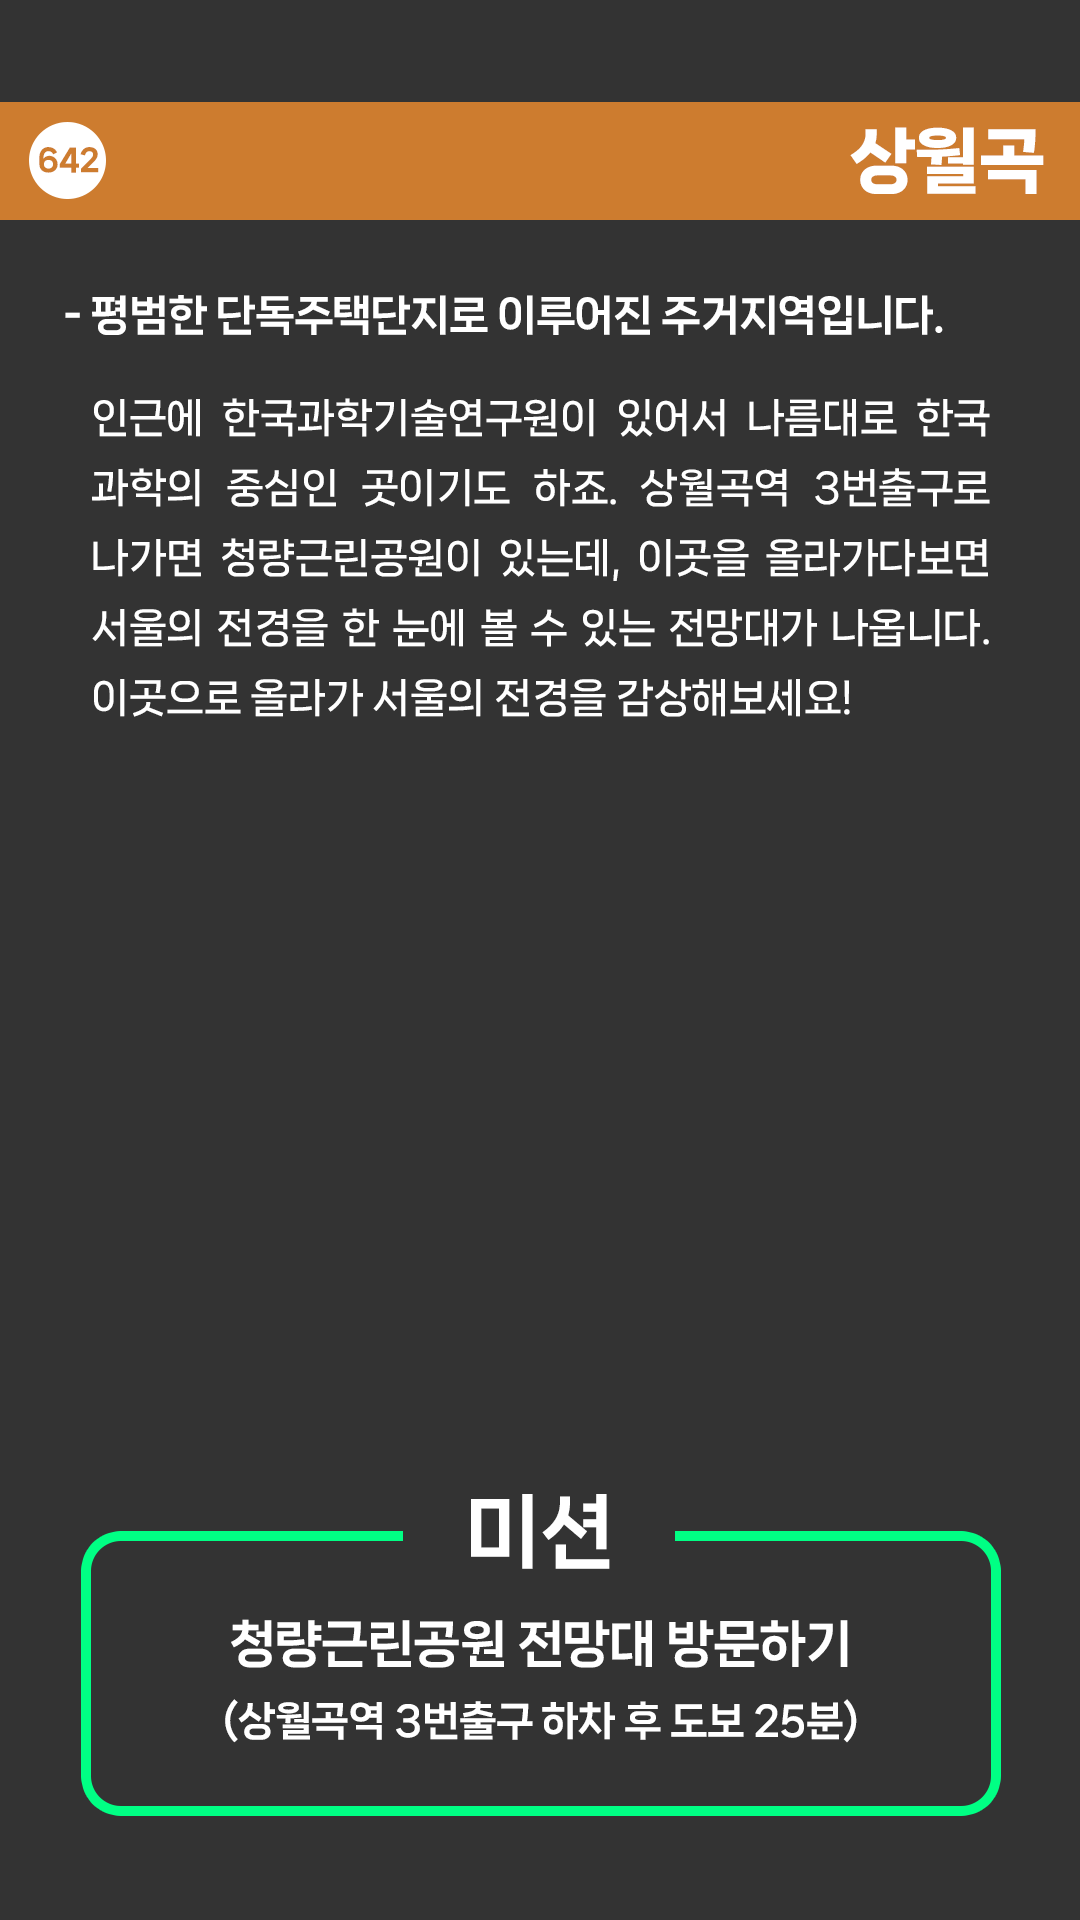 642
상월곡
- 평범한 단독주택단지로 이루어진 주거지역입니다.
인근에 한국과학기술연구원이 있어서 나름대로 한국
과학의 중심인 곳이기도 하죠. 상월곡역 3번출구로
나가면 청량근린공원이 있는데, 이곳을 올라가다보면
서울의 전경을 한 눈에 볼 수 있는 전망대가 나옵니다.
이곳으로 올라가 서울의 전경을 감상해보세요!
미션
청량근린공원 전망대 방문하기
(상월곡역 3번출구 하차 후 도보 25분)